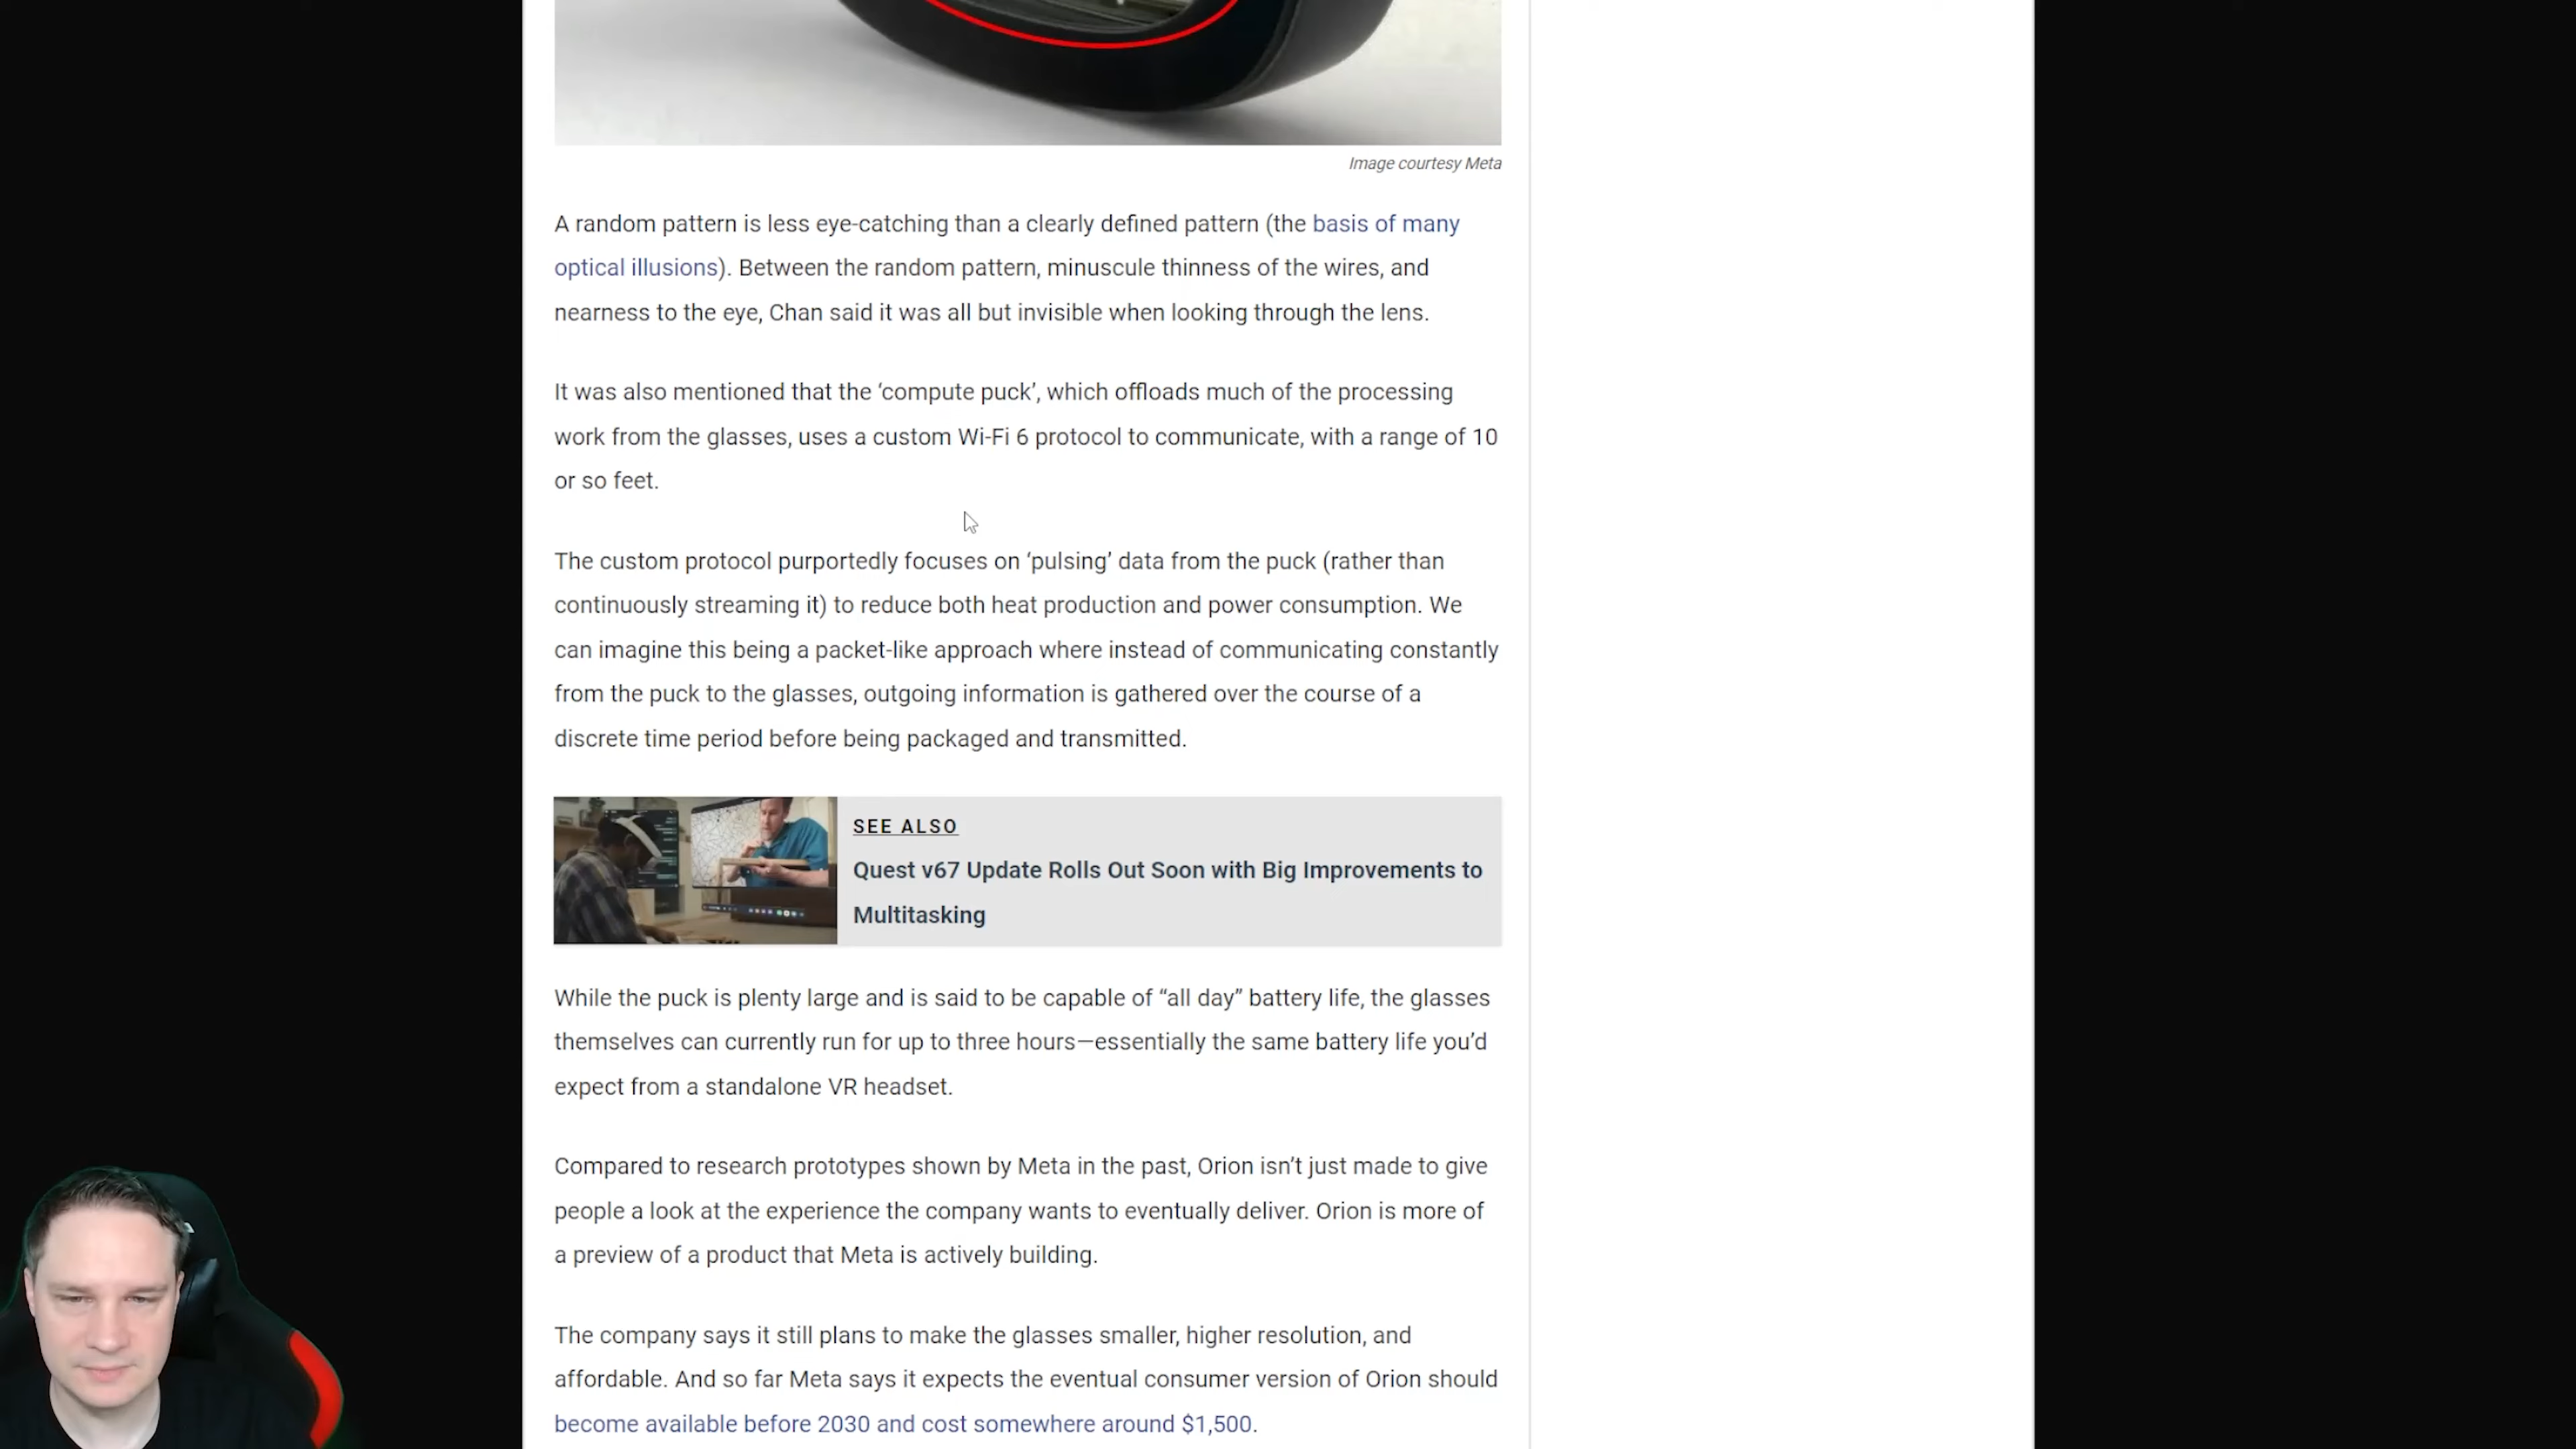 Image courtesy Meta
A random pattern is less eye-catching than a clearly defined pattern (the basis of many
optical illusions). Between the random pattern, minuscule thinness of the wires, and
nearness to the eye, Chan said it was all but invisible when looking through the lens.
It was also mentioned that the ‘compute puck’, which offloads much of the processing
work from the glasses, uses a custom Wi-Fi 6 protocol to communicate, with a range of 10
or so feet.
The custom protocol purportedly focuses on ‘pulsing’ data from the puck (rather than
continuously streaming it) to reduce both heat production and power consumption. We
can imagine this being a packet-like approach where instead of communicating constantly
from the puck to the glasses, outgoing information is gathered over the course of a
discrete time period before being packaged and transmitted.
SEE ALSO
Quest v67 Update Rolls Out Soon with Big Improvements to
Multitasking
While the puck is plenty large and is said to be capable of “all day” battery life, the glasses
themselves can currently run for up to three hours—essentially the same battery life you’d
expect from a standalone VR headset.
Compared to research prototypes shown by Meta in the past, Orion isn’t just made to give
people a look at the experience the company wants to eventually deliver. Orion is more of
a preview of a product that Meta is actively building.
The company says it still plans to make the glasses smaller, higher resolution, and
affordable. And so far Meta says it expects the eventual consumer version of Orion should
become available before 2030 and cost somewhere around $1,500.